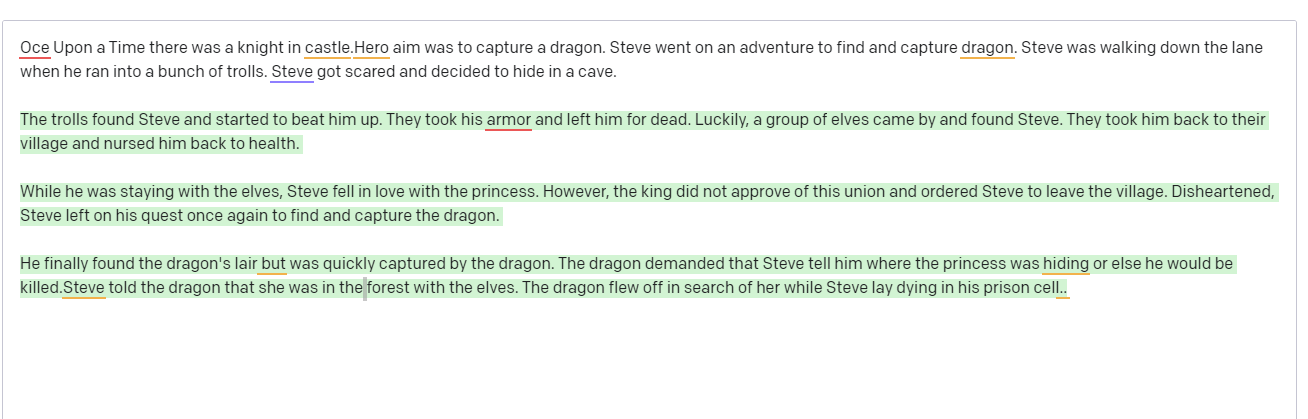 Oce Upon a Time there was a knight in castle.Hero aim was to capture a dragon. Steve went on an adventure to find and capture dragon. Steve was walking down the lane
when he ran into a bunch of trolls. Steve got scared and decided to hide in a cave.
The trolls found Steve and started to beat him up. They took his armor and left him for dead. Luckily, a group of elves came by and found Steve. They took him back to their
village and nursed him back to health.
While he was staying with the elves, Steve fell in love with the princess. However, the king did not approve of this union and ordered Steve to leave the village. Disheartened,
Steve left on his quest once again to find and capture the dragon.
He finally found the dragon's lair but was quickly captured by the dragon. The dragon demanded that Steve tell him where the princess was hiding or else he would be
killed.Steve told the dragon that she was in the forest with the elves. The dragon flew off in search of her while Steve lay dying in his prison cell..